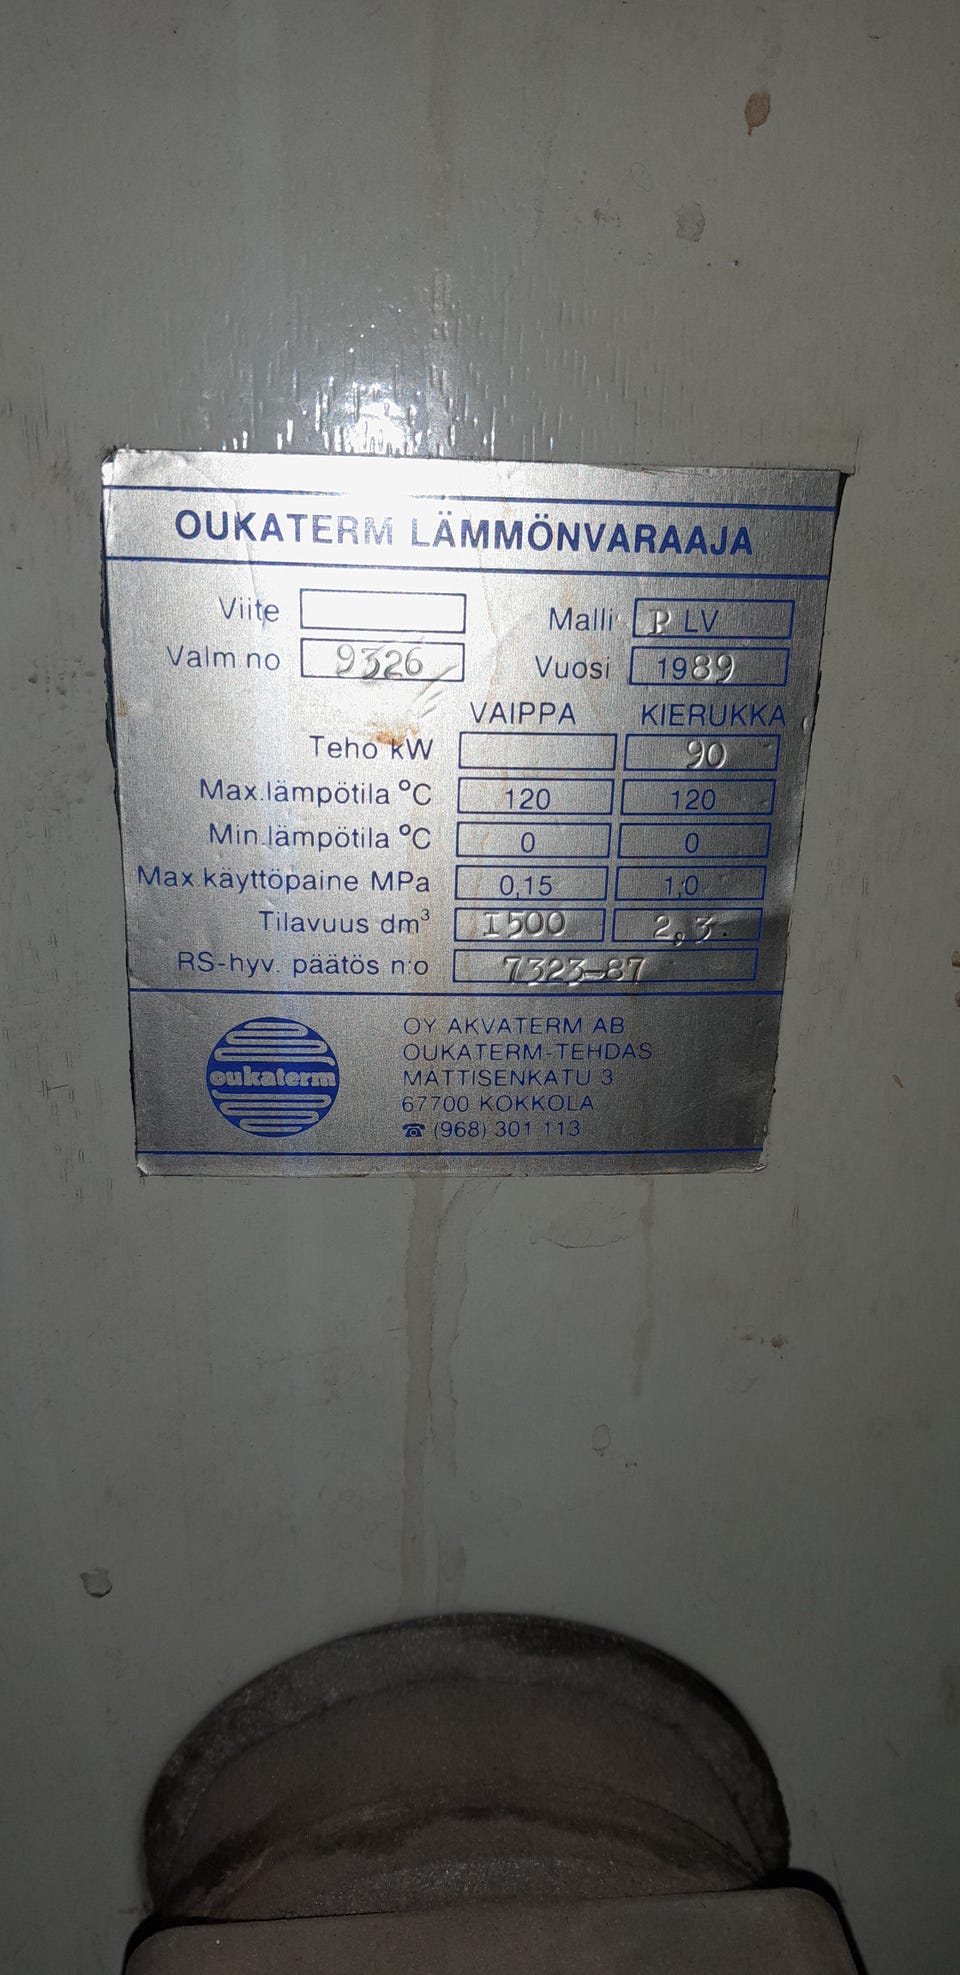 OUKATERM LÄMMÖNVARAAJA
Viite Malli P LV
Valm no 9326 Vuosi 1989
VAIPPA KIERUKKA
Teho kW 90
Max.lämpötila °C 120 120
Min.lämpötila °C 0 0
Max.käyttöpaine MPa 0,15 1,0
Tilavuus dm³ I500 2,3.
RS-hyv. päätös n:o 7323-87
oukaterm
OY AKVATERM AB
OUKATERM-TEHDAS
MATTISENKATU 3
67700 KOKKOLA
☎ (968) 301 113